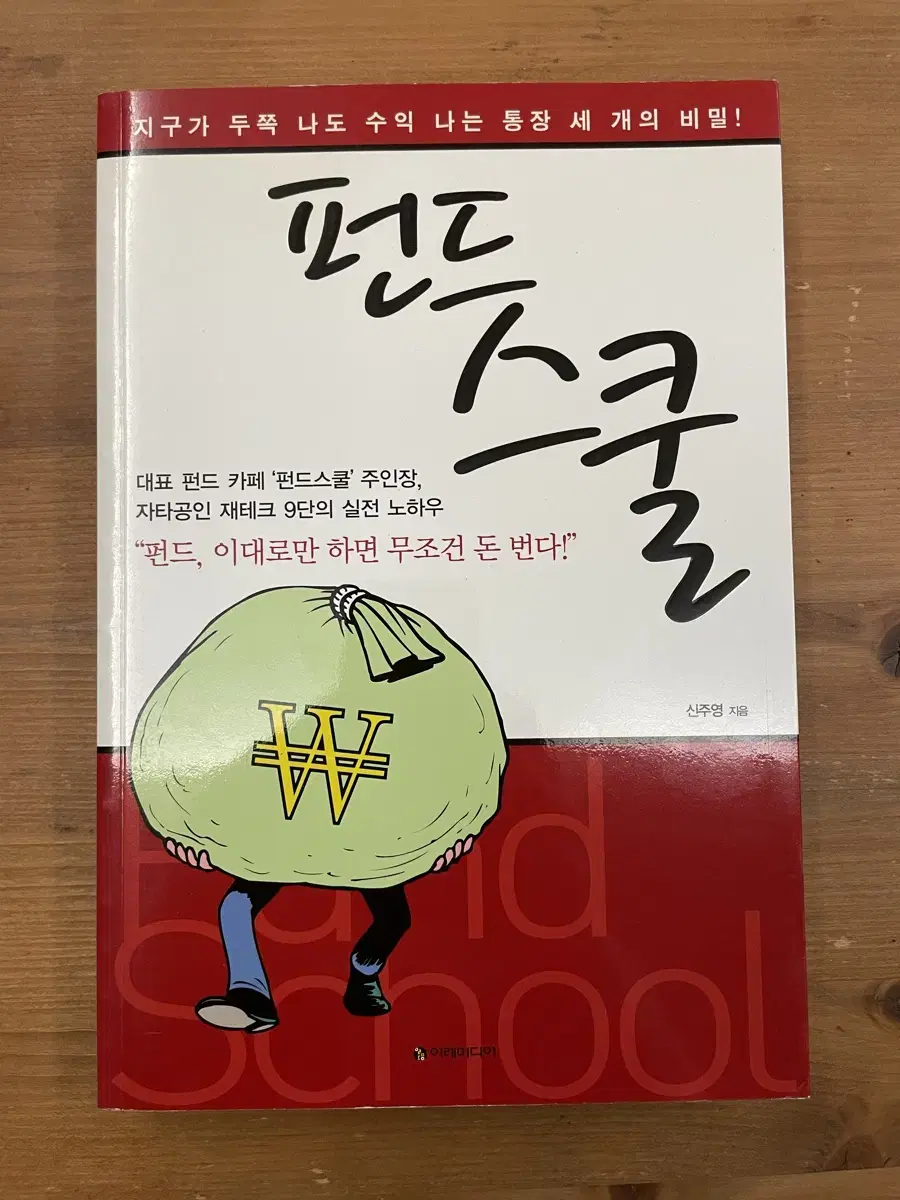 지구가 두쪽 나도 수익 나는 통장 세 개의 비밀!
펀드
스쿨
대표 펀드 카페 '펀드스쿨' 주인장,
자타공인 재테크 9단의 실전 노하우
“펀드, 이대로만 하면 무조건 돈 번다!”
신주영 지음
₩
Fund
School
이레미디어